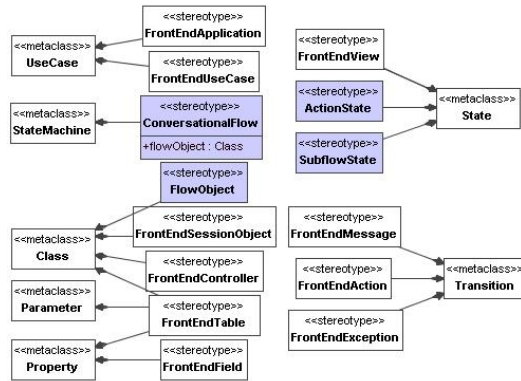 <<stereotype>>
FrontEndApplication
<<metaclass>>
UseCase
<<stereotype>>
FrontEndUseCase
<<metaclass>>
StateMachine
<<stereotype>>
ConversationalFlow
+flowObject : Class
<<stereotype>>
FlowObject
<<stereotype>>
FrontEndSessionObject
<<metaclass>>
Class
<<stereotype>>
FrontEndController
<<metaclass>>
Parameter
<<stereotype>>
FrontEndTable
<<metaclass>>
Property
<<stereotype>>
FrontEndField
<<stereotype>>
FrontEndView
<<stereotype>>
ActionState
<<metaclass>>
State
<<stereotype>>
SubflowState
<<stereotype>>
FrontEndMessage
<<stereotype>>
FrontEndAction
<<metaclass>>
Transition
<<stereotype>>
FrontEndException